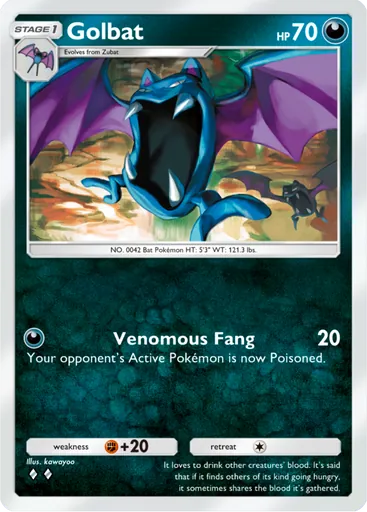 STAGE 1
Golbat
HP 70
Evolves from Zubat
NO. 0042 Bat Pokémon HT: 5'3" WT: 121.3 lbs.
Venomous Fang 20
Your opponent's Active Pokémon is now Poisoned.
weakness +20 retreat
Illus. kawayoo
It loves to drink other creatures' blood. It's said
that if it finds others of its kind going hungry,
it sometimes shares the blood it's gathered.